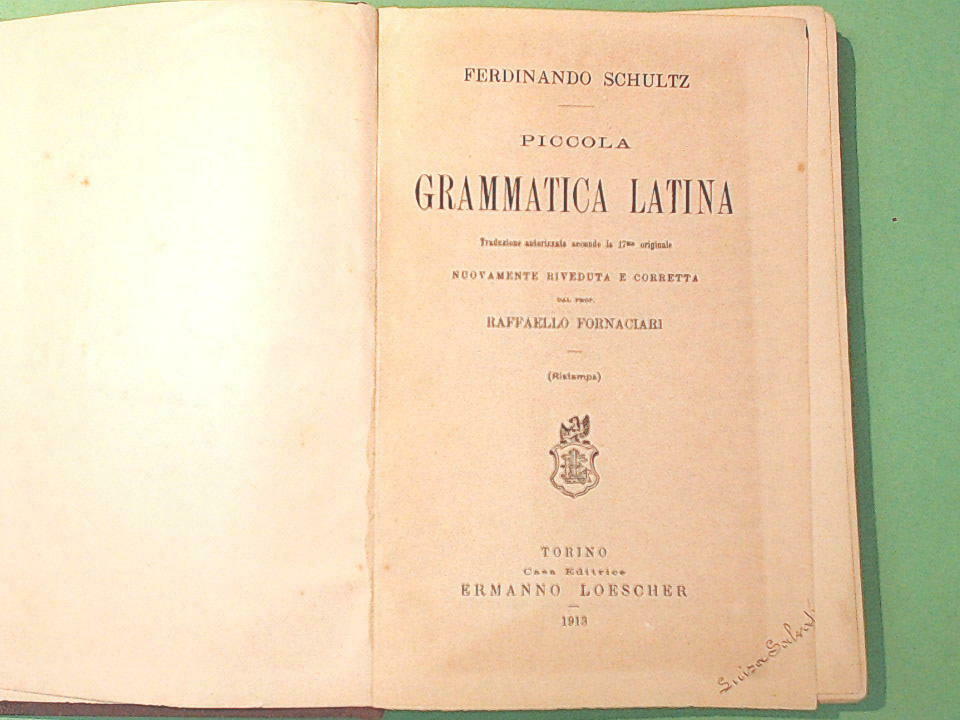 FERDINANDO SCHULTZ
PICCOLA
GRAMMATICA LATINA
Traduzione autorizzata secondo la 17ma originale
NUOVAMENTE RIVEDUTA E CORRETTA
DAL PROF.
RAFFAELLO FORNACIARI
(Ristampa)
TORINO
Casa Editrice
ERMANNO LOESCHER
1913
Luisa